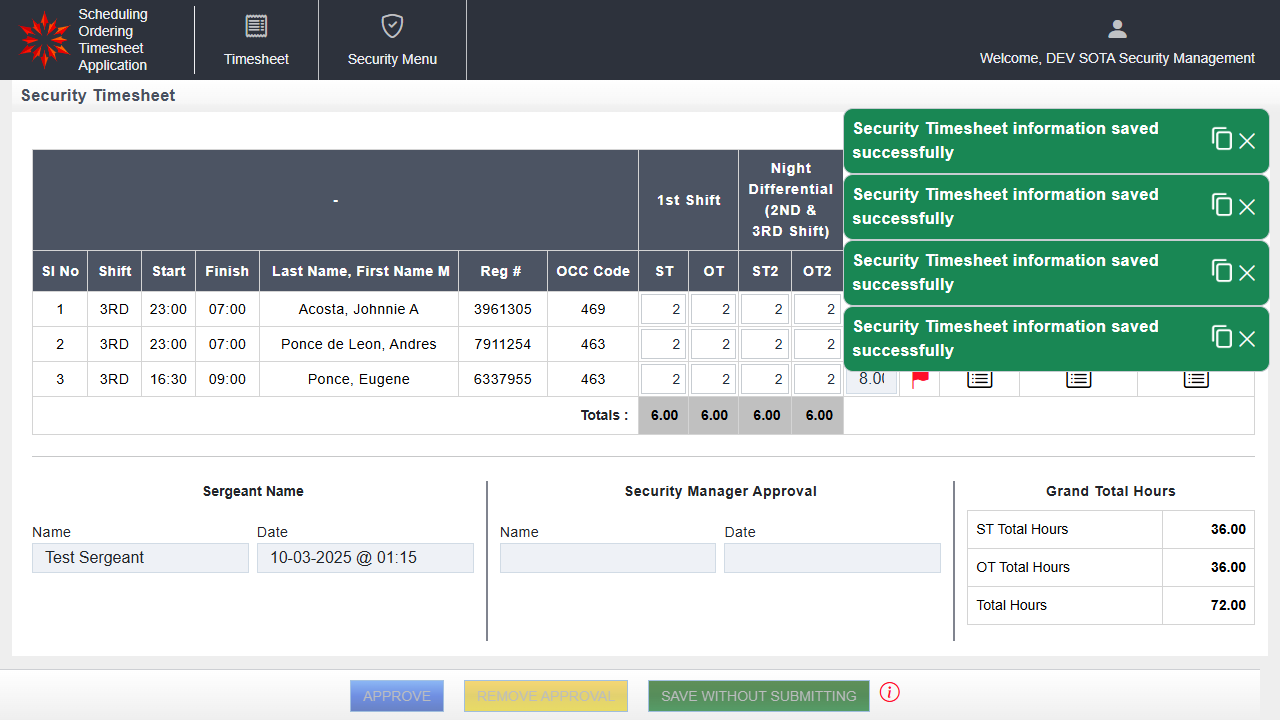 Scheduling
Ordering
Timesheet
Application
Timesheet
Security Menu
Welcome, DEV SOTA Security Management
Security Timesheet
Security Timesheet information saved
successfully
Security Timesheet information saved
successfully
Security Timesheet information saved
successfully
Security Timesheet information saved
successfully
-
1st Shift
Night
Differential
(2ND &
3RD Shift)
Sl No Shift Start Finish Last Name, First Name M Reg # OCC Code ST OT ST2 OT2
1 3RD 23:00 07:00 Acosta, Johnnie A 3961305 469 2 2 2 2
2 3RD 23:00 07:00 Ponce de Leon, Andres 7911254 463 2 2 2 2
3 3RD 16:30 09:00 Ponce, Eugene 6337955 463 2 2 2 2 8.00
Totals : 6.00 6.00 6.00 6.00
Sergeant Name
Name Date
Test Sergeant 10-03-2025 @ 01:15
Security Manager Approval
Name Date
Grand Total Hours
ST Total Hours 36.00
OT Total Hours 36.00
Total Hours 72.00
APPROVE REMOVE APPROVAL SAVE WITHOUT SUBMITTING i